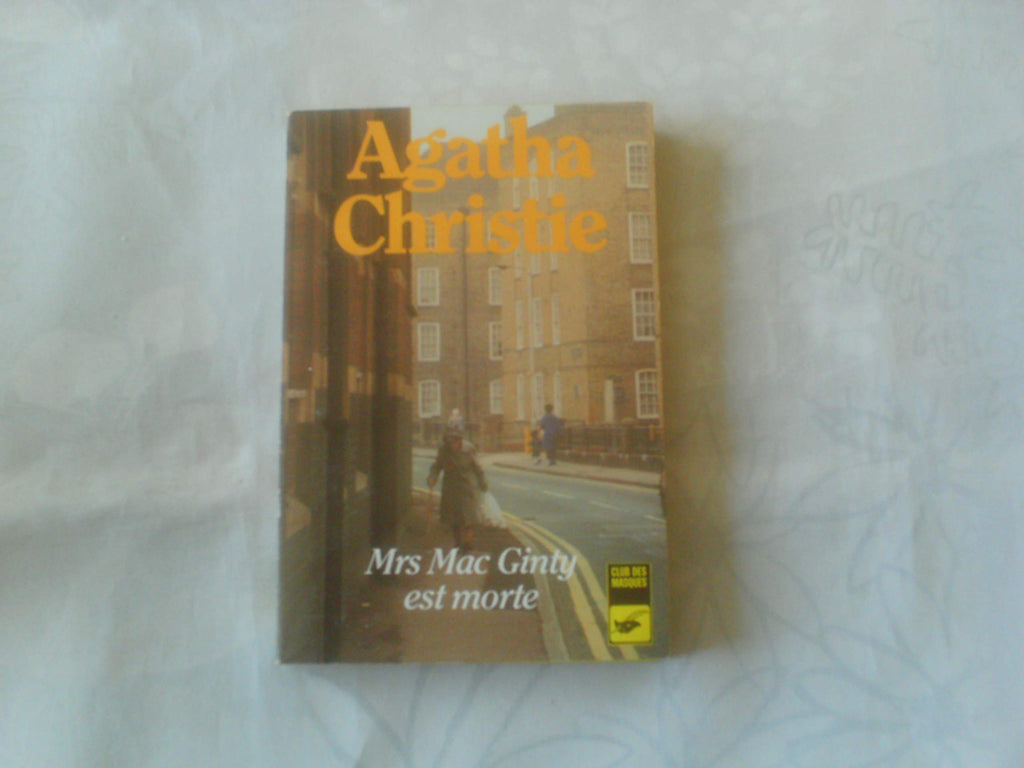 Agatha
Christie
Mrs Mac Ginty
est morte
CLUB DES
MASQUES